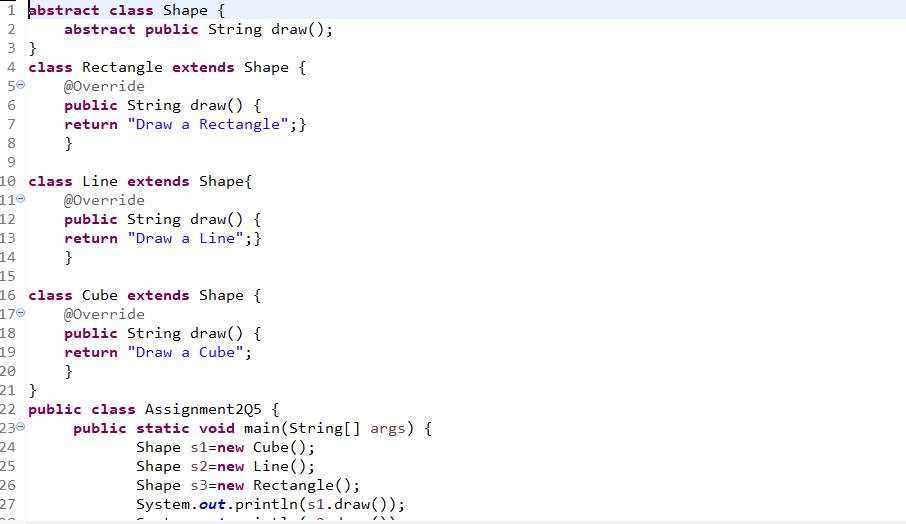 1 abstract class Shape {
2 abstract public String draw();
3 }
4 class Rectangle extends Shape {
5 @Override
6 public String draw() {
7 return "Draw a Rectangle";}
8 }
9
10 class Line extends Shape{
11 @Override
12 public String draw() {
13 return "Draw a Line";}
14 }
15
16 class Cube extends Shape {
17 @Override
18 public String draw() {
19 return "Draw a Cube";
20 }
21 }
22 public class Assignment2Q5 {
23 public static void main(String[] args) {
24 Shape s1=new Cube();
25 Shape s2=new Line();
26 Shape s3=new Rectangle();
27 System.out.println(s1.draw());